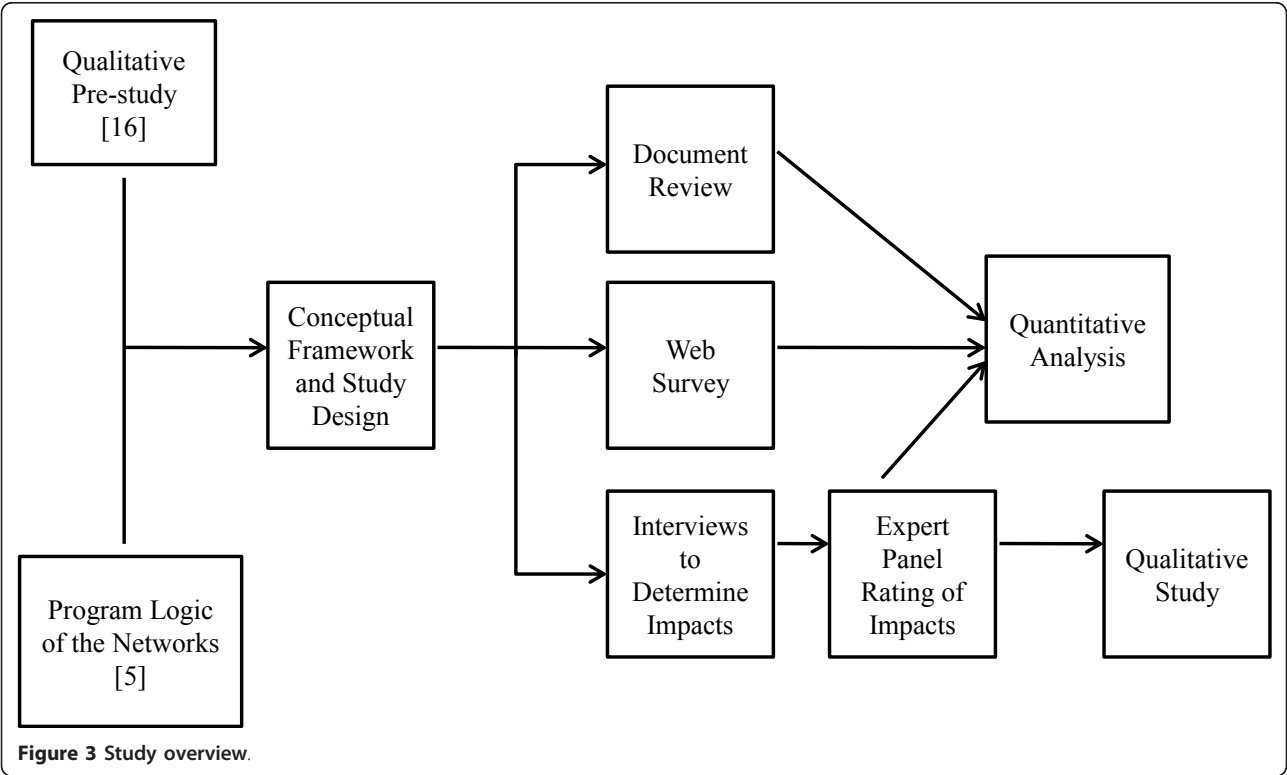 Qualitative
Pre-study
[16]
Program Logic
of the Networks
[5]
Conceptual
Framework
and Study
Design
Document
Review
Web
Survey
Interviews
to
Determine
Impacts
Expert
Panel
Rating of
Impacts
Quantitative
Analysis
Qualitative
Study
Figure 3 Study overview.